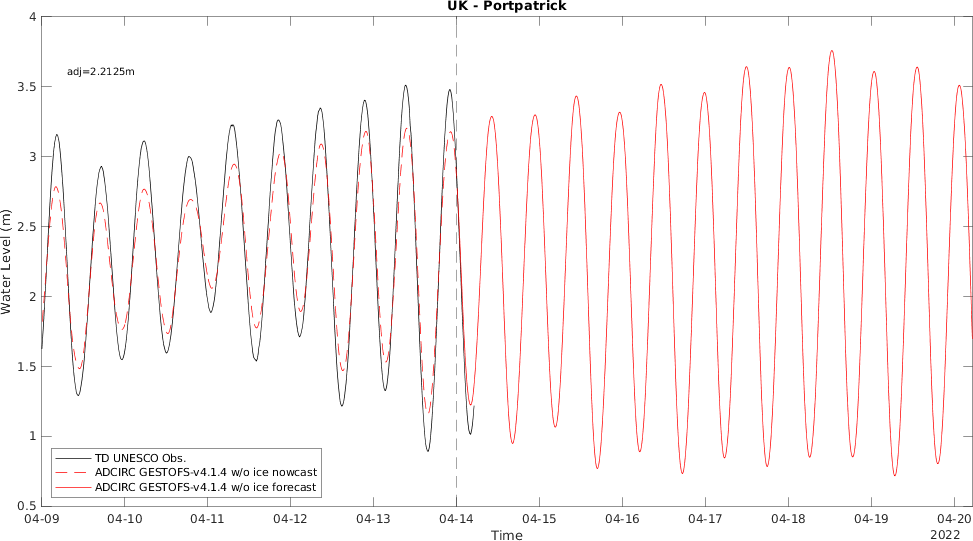 UK - Portpatrick
adj=2.2125m
4
3.5
3
2.5
2
1.5
1
0.5
Water Level (m)
TD UNESCO Obs.
ADCIRC GESTOFS-v4.1.4 w/o ice nowcast
ADCIRC GESTOFS-v4.1.4 w/o ice forecast
04-09 04-10 04-11 04-12 04-13 04-14 04-15 04-16 04-17 04-18 04-19 04-20
Time
2022